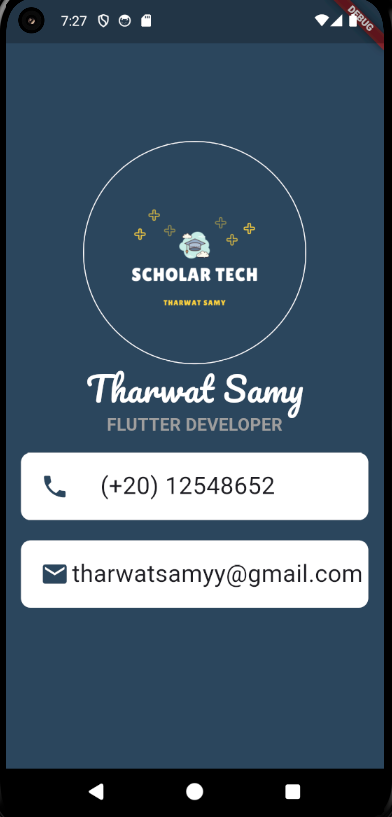 7:27
DEBUG
SCHOLAR TECH
THARWAT SAMY
Tharwat Samy
FLUTTER DEVELOPER
(+20) 12548652
tharwatsamyy@gmail.com